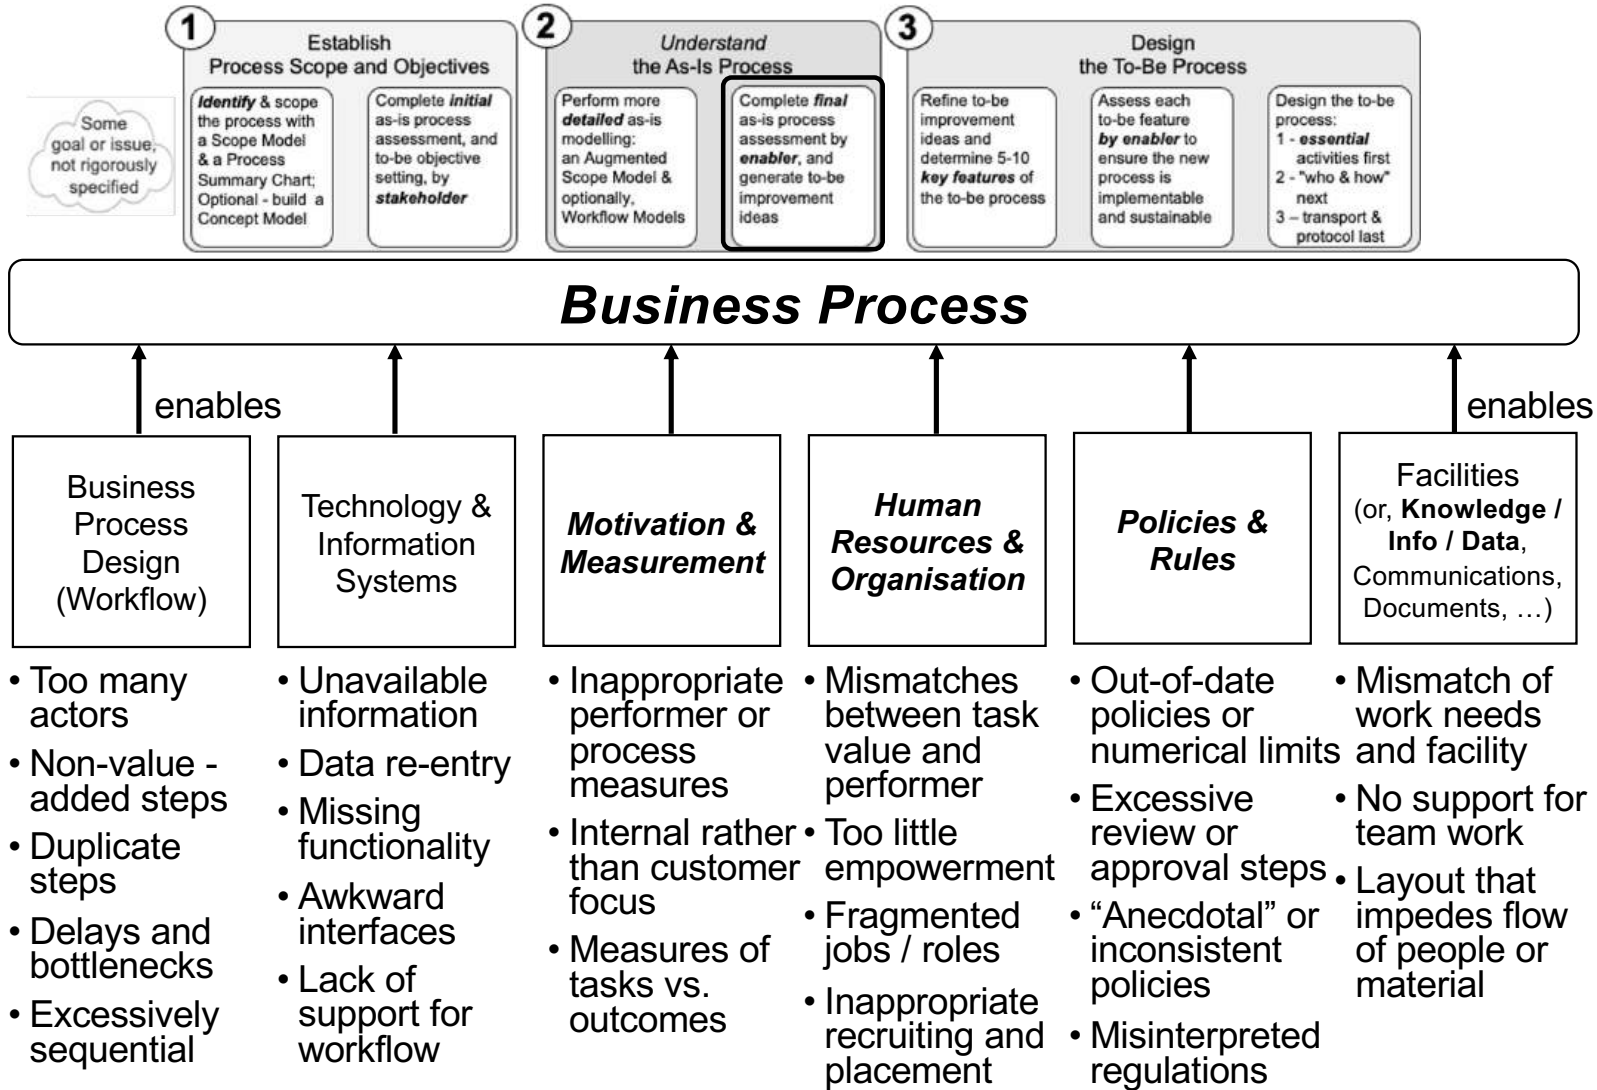 1
Establish
Process Scope and Objectives
Identify & scope
the process with
a Scope Model
& a Process
Summary Chart;
Optional - build a
Concept Model
Complete initial
as-is process
assessment, and
to-be objective
setting, by
stakeholder
2
Understand
the As-Is Process
Perform more
detailed as-is
modelling:
an Augmented
Scope Model &
optionally,
Workflow Models
Complete final
as-is process
assessment by
enabler, and
generate to-be
improvement
ideas
3
Design
the To-Be Process
Refine to-be
improvement
ideas and
determine 5-10
key features of
the to-be process
Assess each
to-be feature
by enabler to
ensure the new
process is
implementable
and sustainable
Design the to-be
process:
1 - essential
activities first
2 - "who & how"
next
3 – transport &
protocol last
Some
goal or issue,
not rigorously
specified
Business Process
enables
enables
Business
Process
Design
(Workflow)
Technology &
Information
Systems
Motivation &
Measurement
Human
Resources &
Organisation
Policies &
Rules
Facilities
(or, Knowledge /
Info / Data,
Communications,
Documents, …)
• Too many
actors
• Non-value -
added steps
• Duplicate
steps
• Delays and
bottlenecks
• Excessively
sequential
• Unavailable
information
• Data re-entry
• Missing
functionality
• Awkward
interfaces
• Lack of
support for
workflow
• Inappropriate
performer or
process
measures
• Internal rather
than customer
focus
• Measures of
tasks vs.
outcomes
• Mismatches
between task
value and
performer
• Too little
empowerment
• Fragmented
jobs / roles
• Inappropriate
recruiting and
placement
• Out-of-date
policies or
numerical limits
• Excessive
review or
approval steps
• “Anecdotal” or
inconsistent
policies
• Misinterpreted
regulations
• Mismatch of
work needs
and facility
• No support for
team work
• Layout that
impedes flow
of people or
material